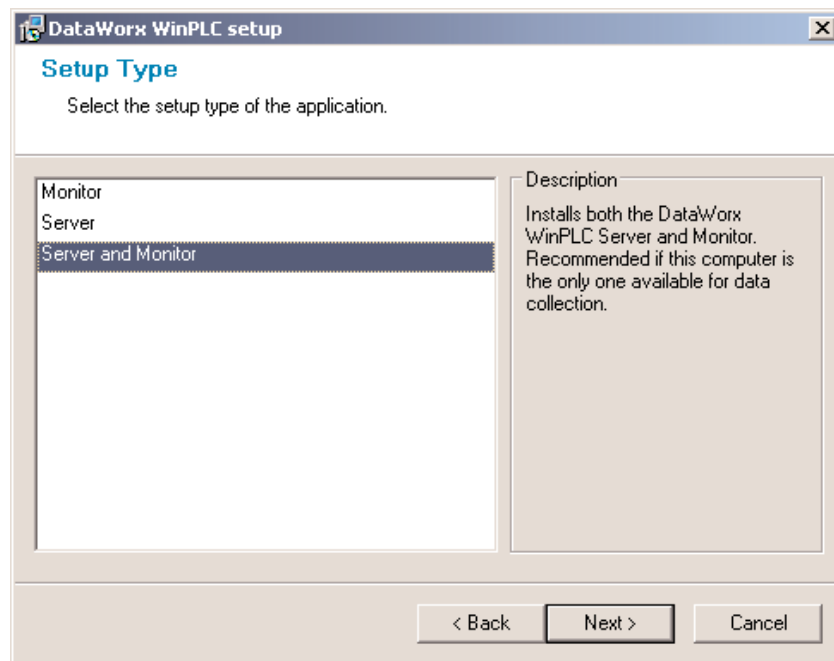 DataWorx WinPLC setup
Setup Type
Select the setup type of the application.
Monitor
Server
Server and Monitor
Description
Installs both the DataWorx
WinPLC Server and Monitor.
Recommended if this computer is
the only one available for data
collection.
< Back
Next >
Cancel